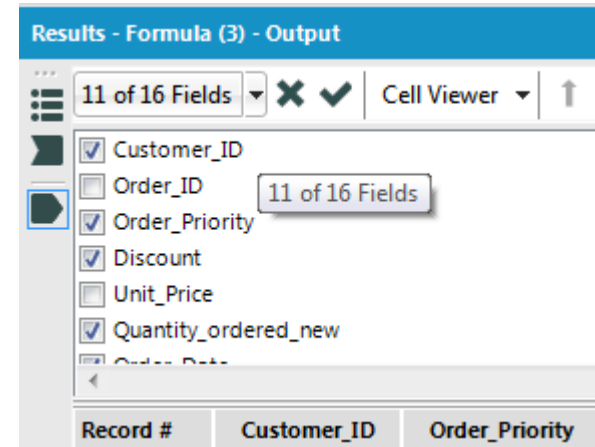 Results - Formula (3) - Output
11 of 16 Fields Cell Viewer
Customer_ID
Order_ID
11 of 16 Fields
Order_Priority
Discount
Unit_Price
Quantity_ordered_new
Order_Date
Record # Customer_ID Order_Priority